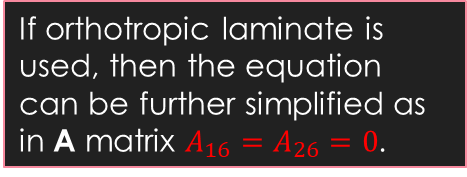 If orthotropic laminate is
used, then the equation
can be further simplified as
in A matrix A₁₆ = A₂₆ = 0.